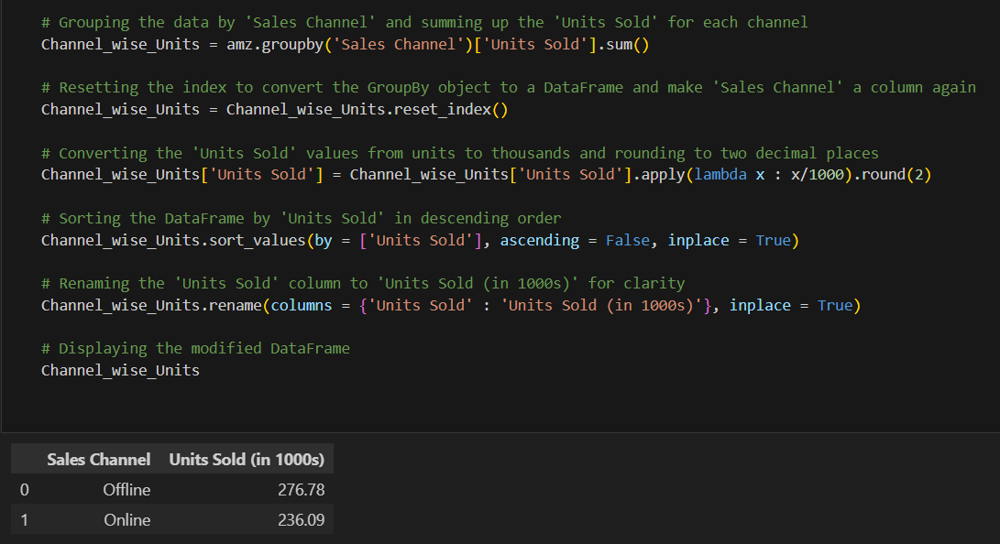 # Grouping the data by 'Sales Channel' and summing up the 'Units Sold' for each channel
Channel_wise_Units = amz.groupby('Sales Channel')['Units Sold'].sum()
# Resetting the index to convert the GroupBy object to a DataFrame and make 'Sales Channel' a column again
Channel_wise_Units = Channel_wise_Units.reset_index()
# Converting the 'Units Sold' values from units to thousands and rounding to two decimal places
Channel_wise_Units['Units Sold'] = Channel_wise_Units['Units Sold'].apply(lambda x : x/1000).round(2)
# Sorting the DataFrame by 'Units Sold' in descending order
Channel_wise_Units.sort_values(by = ['Units Sold'], ascending = False, inplace = True)
# Renaming the 'Units Sold' column to 'Units Sold (in 1000s)' for clarity
Channel_wise_Units.rename(columns = {'Units Sold' : 'Units Sold (in 1000s)'}, inplace = True)
# Displaying the modified DataFrame
Channel_wise_Units
Sales Channel Units Sold (in 1000s)
0 Offline 276.78
1 Online 236.09